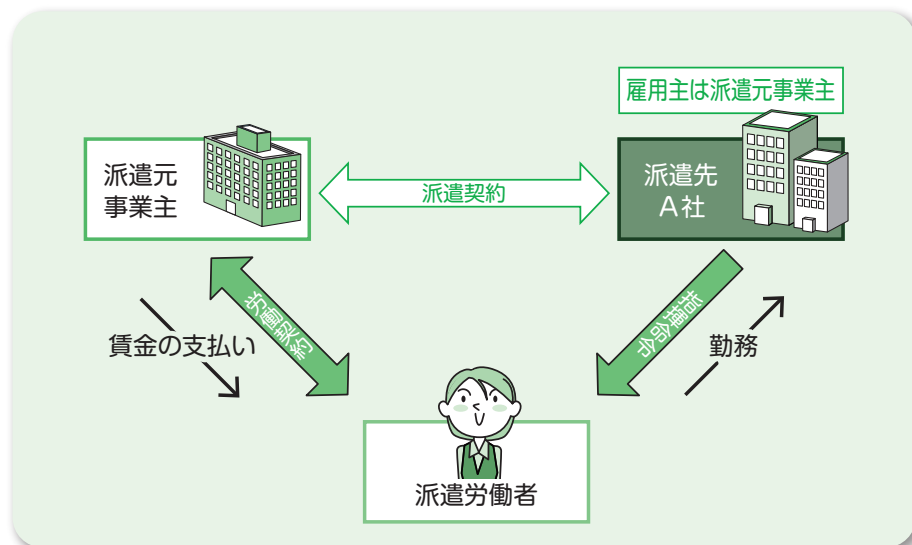 雇用主は派遣元事業主
派遣元
事業主
派遣契約
派遣先
A社
労働契約
指揮命令
賃金の支払い
勤務
派遣労働者